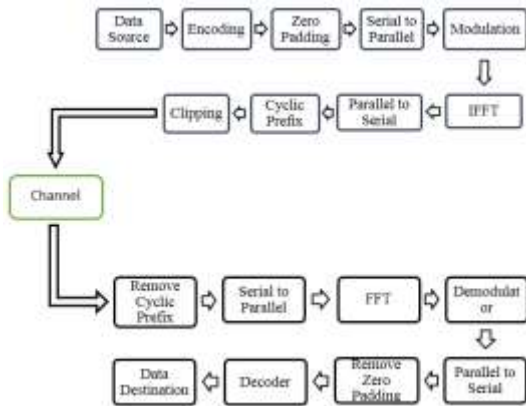 Data
Source
Encoding
Zero
Padding
Serial to
Parallel
Modulation
Clipping
Cyclic
Prefix
Parallel to
Serial
IFFT
Channel
Remove
Cyclic
Prefix
Serial to
Parallel
FFT
Demodulat
or
Data
Destination
Decoder
Remove
Zero
Padding
Parallel to
Serial